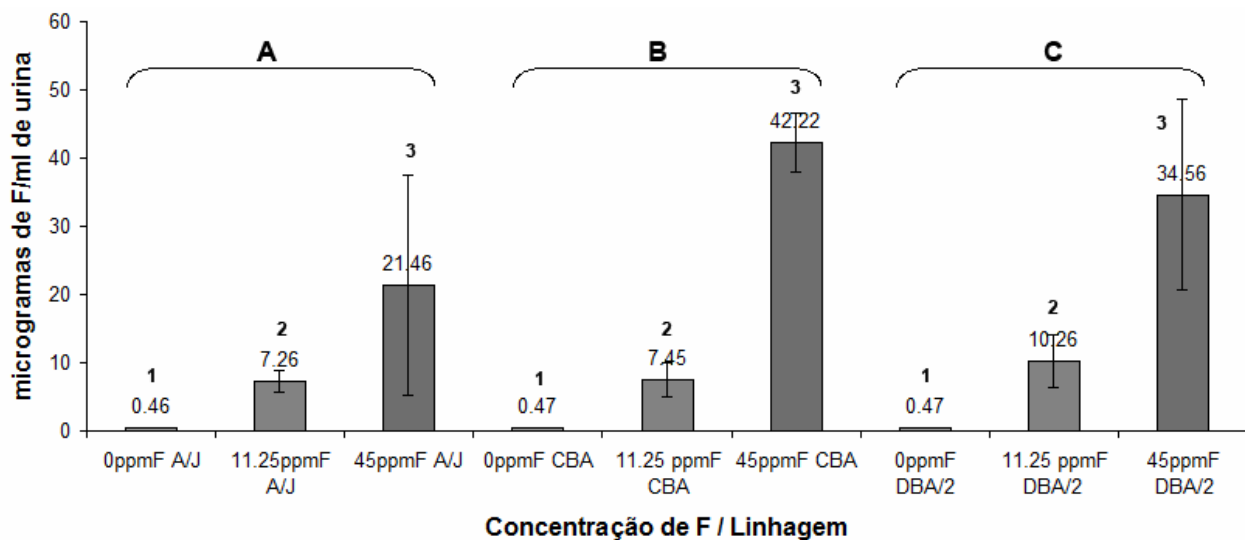 60
50
40
30
20
10
0
microgramas de F/ml de urina
A
B
C
1
0.46
2
7.26
3
21.46
1
0.47
2
7.45
3
42.22
1
0.47
2
10.26
3
34.56
0ppmF A/J
11.25ppmF
A/J
45ppmF A/J
0ppmF CBA
11.25 ppmF
CBA
45ppmF CBA
0ppmF
DBA/2
11.25 ppmF
DBA/2
45ppmF
DBA/2
Concentração de F / Linhagem